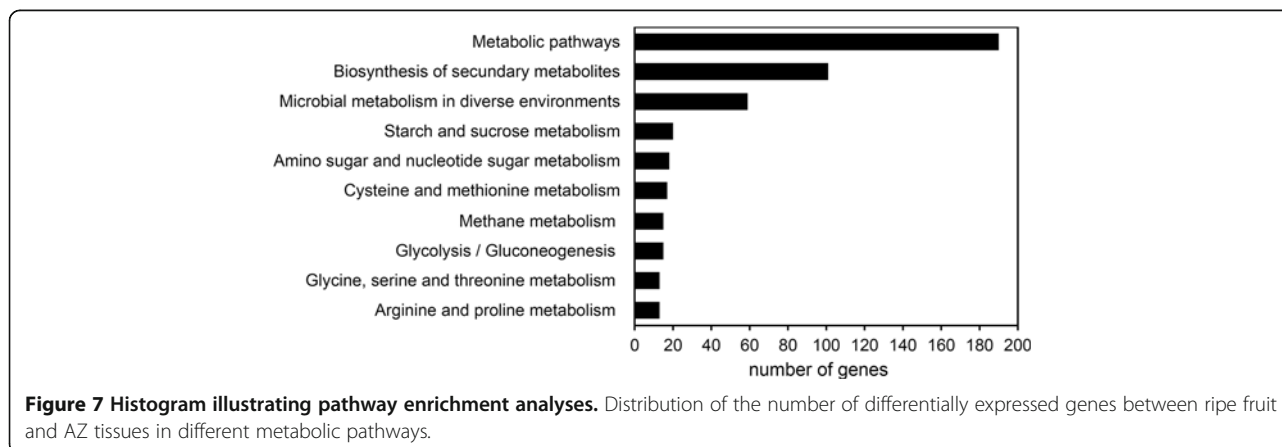 Metabolic pathways
Biosynthesis of secundary metabolites
Microbial metabolism in diverse environments
Starch and sucrose metabolism
Amino sugar and nucleotide sugar metabolism
Cysteine and methionine metabolism
Methane metabolism
Glycolysis / Gluconeogenesis
Glycine, serine and threonine metabolism
Arginine and proline metabolism
0 20 40 60 80 100 120 140 160 180 200
number of genes
Figure 7 Histogram illustrating pathway enrichment analyses. Distribution of the number of differentially expressed genes between ripe fruit
and AZ tissues in different metabolic pathways.